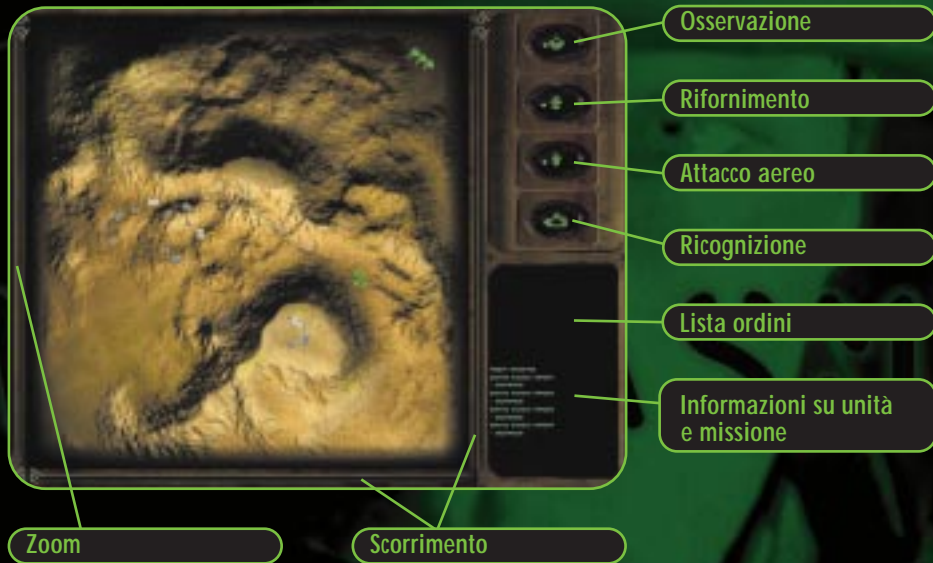 Osservazione
Rifornimento
Attacco aereo
Ricognizione
Lista ordini
Informazioni su unità
e missione
Zoom
Scorrimento